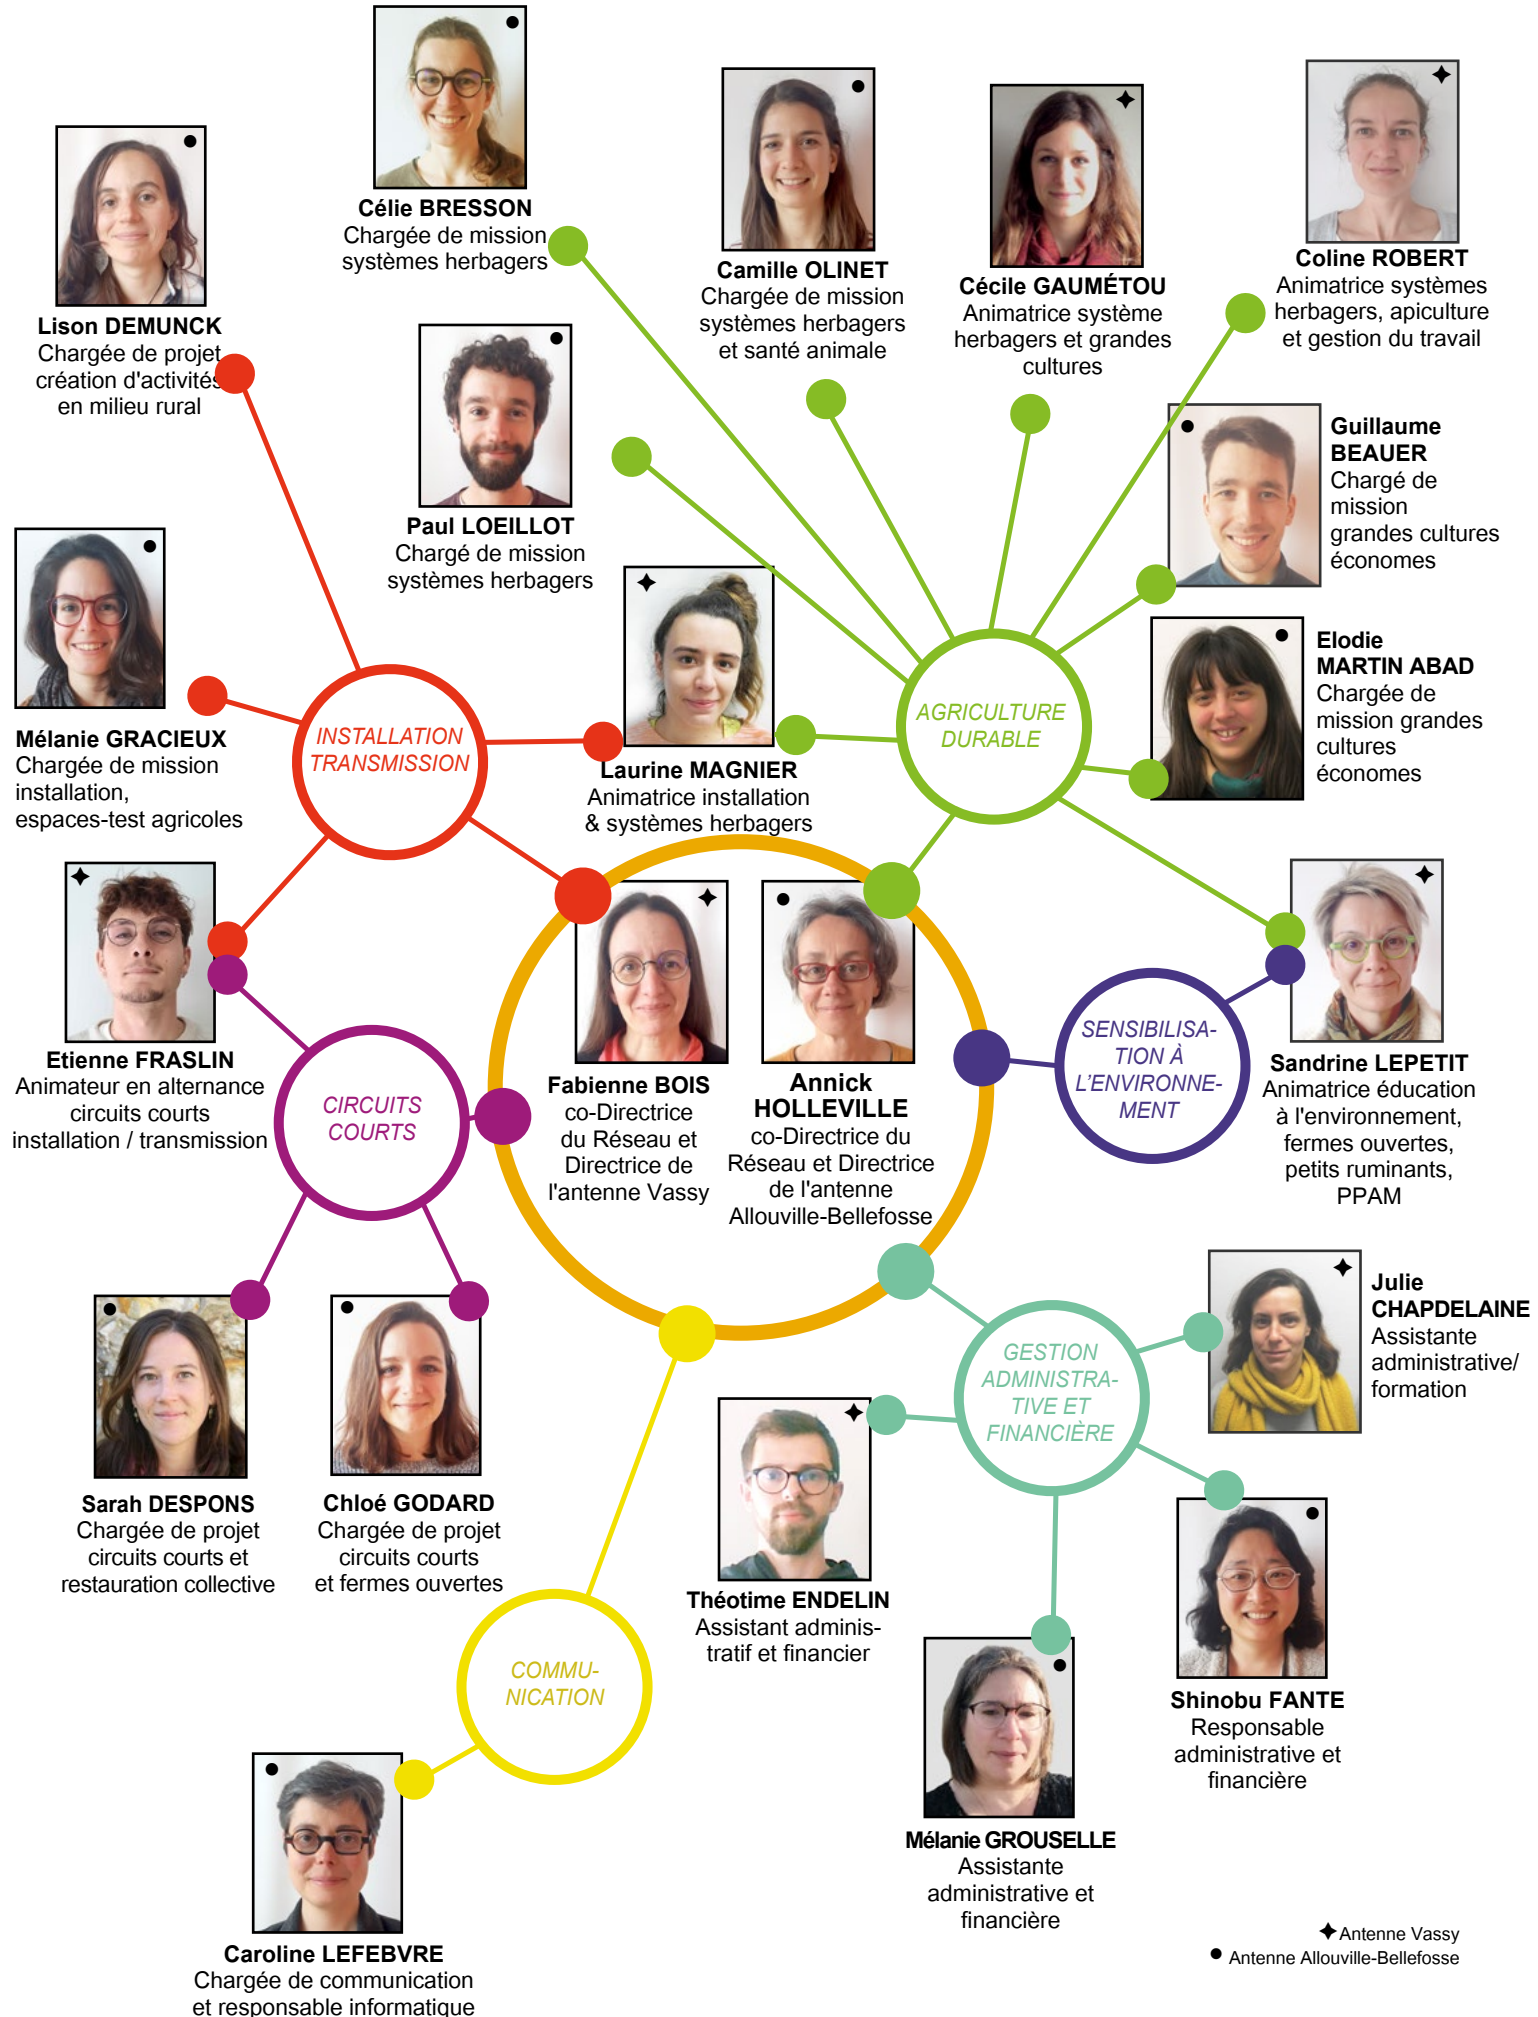 Célie BRESSON
Chargée de mission
systèmes herbagers
Camille OLINET
Chargée de mission
systèmes herbagers
et santé animale
Cécile GAUMÉTOU
Animatrice système
herbagers et grandes
cultures
Coline ROBERT
Animatrice systèmes
herbagers, apiculture
et gestion du travail
Lison DEMUNCK
Chargée de projet
création d'activités
en milieu rural
Paul LOEILLOT
Chargé de mission
systèmes herbagers
Guillaume
BEAUER
Chargé de
mission
grandes cultures
économes
Elodie
MARTIN ABAD
Chargée de
mission grandes
cultures
économes
Mélanie GRACIEUX
Chargée de mission
installation,
espaces-test agricoles
INSTALLATION
TRANSMISSION
Laurine MAGNIER
Animatrice installation
& systèmes herbagers
AGRICULTURE
DURABLE
Etienne FRASLIN
Animateur en alternance
circuits courts
installation / transmission
CIRCUITS
COURTS
Fabienne BOIS
co-Directrice
du Réseau et
Directrice de
l'antenne Vassy
Annick
HOLLEVILLE
co-Directrice du
Réseau et Directrice
de l'antenne
Allouville-Bellefosse
SENSIBILISA-
TION À
L'ENVIRONNE-
MENT
Sandrine LEPETIT
Animatrice éducation
à l'environnement,
fermes ouvertes,
petits ruminants,
PPAM
Sarah DESPONS
Chargée de projet
circuits courts et
restauration collective
Chloé GODARD
Chargée de projet
circuits courts
et fermes ouvertes
GESTION
ADMINISTRA-
TIVE ET
FINANCIÈRE
Julie
CHAPDELAINE
Assistante
administrative/
formation
Théotime ENDELIN
Assistant adminis-
tratif et financier
COMMU-
NICATION
Shinobu FANTE
Responsable
administrative et
financière
Mélanie GROUSELLE
Assistante
administrative et
financière
Caroline LEFEBVRE
Chargée de communication
et responsable informatique
Antenne Vassy
Antenne Allouville-Bellefosse